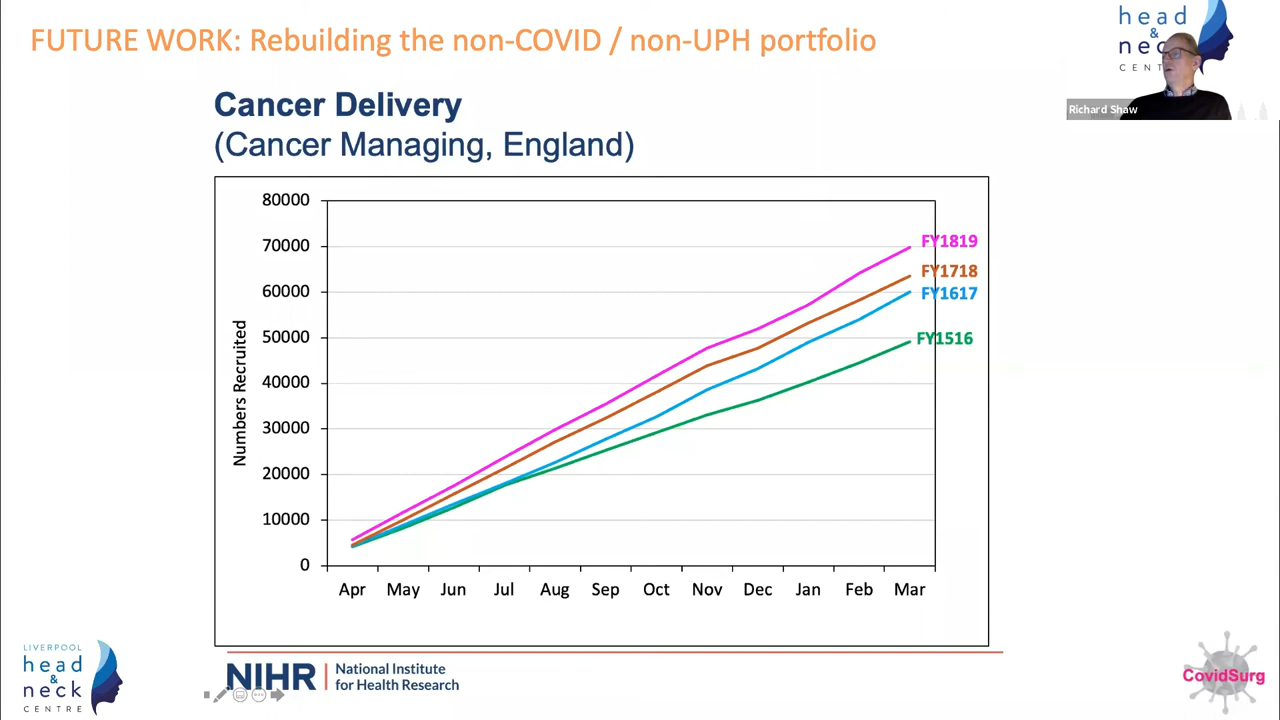 FUTURE WORK: Rebuilding the non-COVID / non-UPH portfolio
head
&
neck
CENT
Richard Shaw
Cancer Delivery
(Cancer Managing, England)
80000
70000
60000
50000
40000
30000
20000
10000
0
Numbers Recruited
FY1819
FY1718
FY1617
FY1516
Apr May Jun Jul Aug Sep Oct Nov Dec Jan Feb Mar
LIVERPOOL
head
&
neck
CENTRE
NIHR
National Institute
for Health Research
CovidSurg